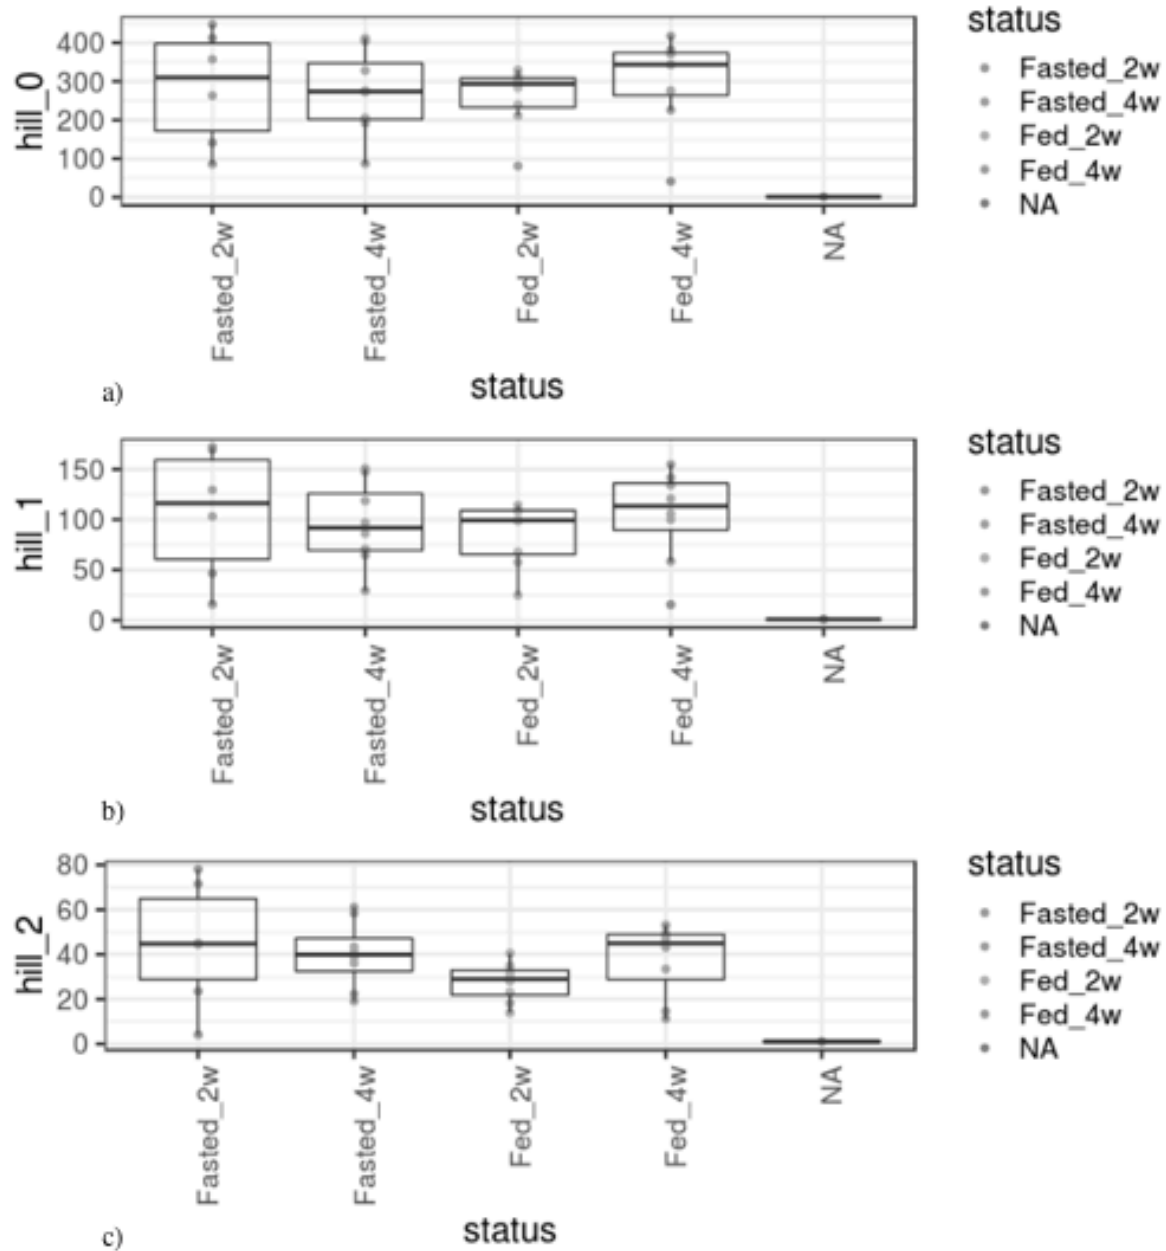 status
400
300
200
100
0
hill_0
Fasted_2w
Fasted_4w
Fed_2w
Fed_4w
NA
Fasted_2w
Fasted_4w
Fed_2w
Fed_4w
NA
a)
status
status
150
100
50
0
hill_1
Fasted_2w
Fasted_4w
Fed_2w
Fed_4w
NA
Fasted_2w
Fasted_4w
Fed_2w
Fed_4w
NA
b)
status
status
80
60
40
20
0
hill_2
Fasted_2w
Fasted_4w
Fed_2w
Fed_4w
NA
Fasted_2w
Fasted_4w
Fed_2w
Fed_4w
NA
c)
status